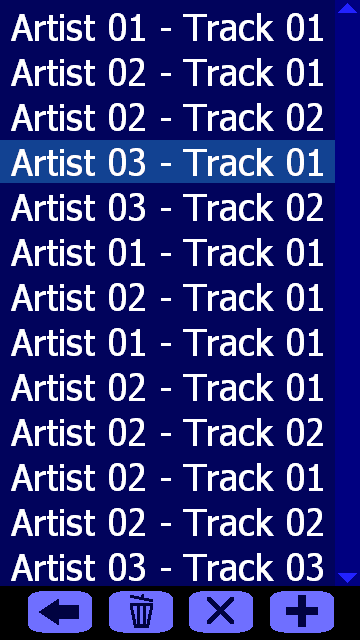 Artist 01 - Track 01
Artist 02 - Track 01
Artist 02 - Track 02
Artist 03 - Track 01
Artist 03 - Track 02
Artist 01 - Track 01
Artist 02 - Track 01
Artist 01 - Track 01
Artist 02 - Track 01
Artist 02 - Track 02
Artist 02 - Track 01
Artist 02 - Track 02
Artist 03 - Track 03